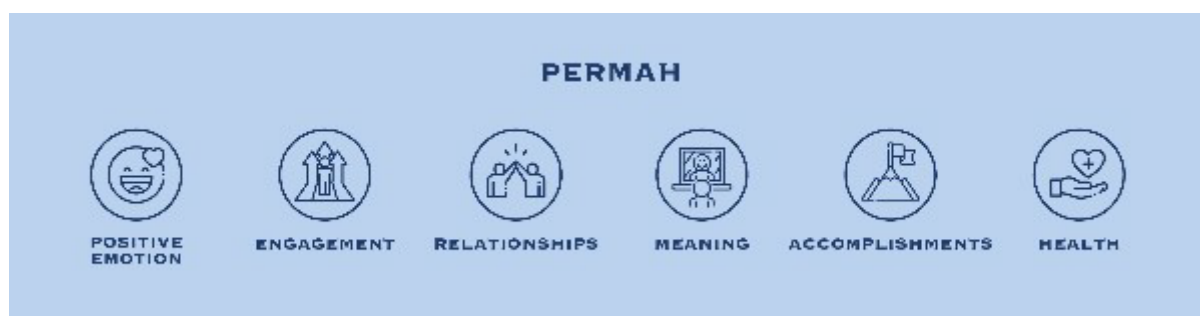 PERMAH
POSITIVE
EMOTION
ENGAGEMENT
RELATIONSHIPS
MEANING
ACCOMPLISHMENTS
HEALTH